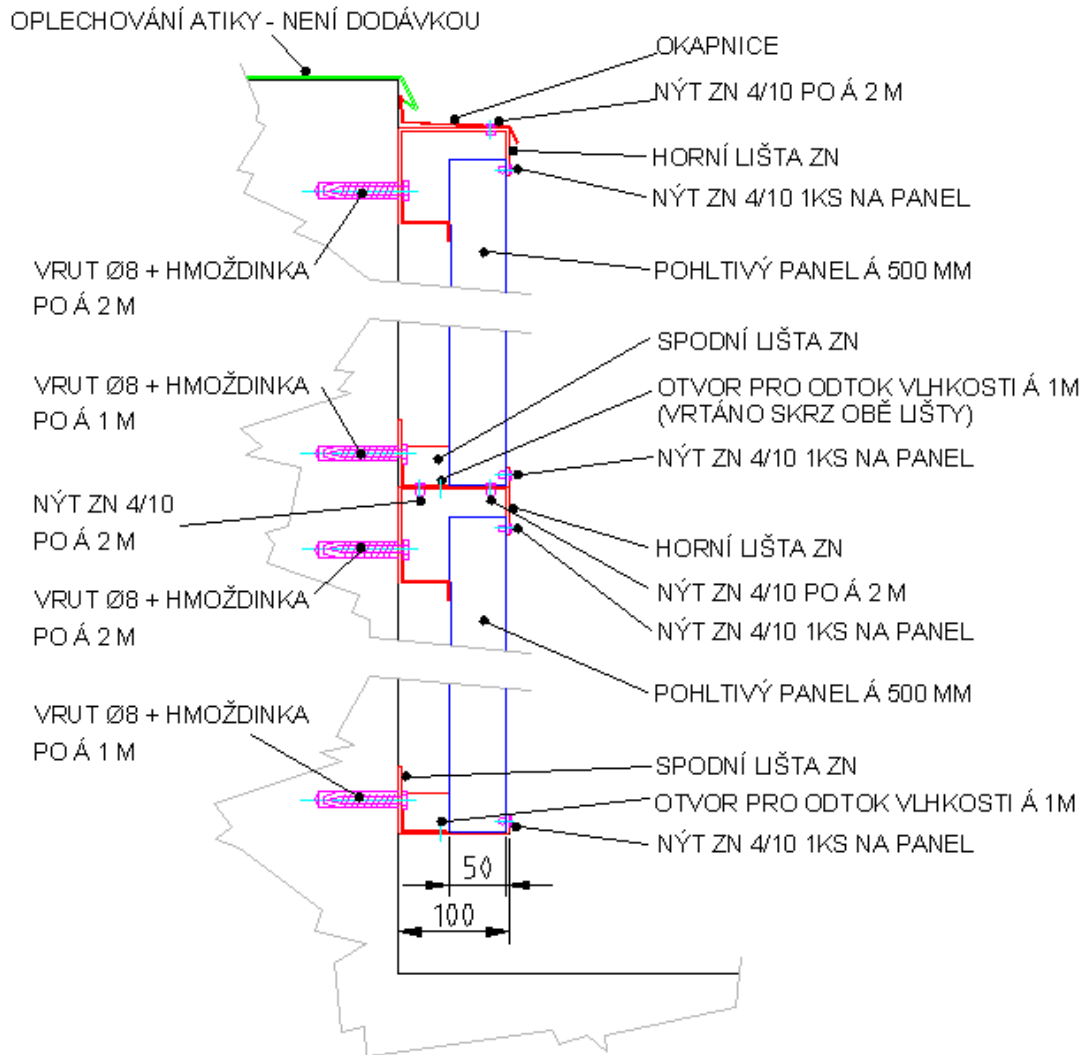 OPLECHOVÁNÍ ATIKY - NENÍ DODÁVKOU
OKAPNICE
NÝT ZN 4/10 PO Á 2 M
HORNÍ LIŠTA ZN
NÝT ZN 4/10 1KS NA PANEL
VRUT Ø8 + HMOŽDINKA
PO Á 2 M
POHLTIVÝ PANEL Á 500 MM
SPODNÍ LIŠTA ZN
VRUT Ø8 + HMOŽDINKA
PO Á 1 M
OTVOR PRO ODTOK VLHKOSTI Á 1M
(VRTÁNO SKRZ OBĚ LIŠTY)
NÝT ZN 4/10 1KS NA PANEL
NÝT ZN 4/10
PO Á 2 M
HORNÍ LIŠTA ZN
NÝT ZN 4/10 PO Á 2 M
VRUT Ø8 + HMOŽDINKA
PO Á 2 M
NÝT ZN 4/10 1KS NA PANEL
POHLTIVÝ PANEL Á 500 MM
VRUT Ø8 + HMOŽDINKA
PO Á 1 M
SPODNÍ LIŠTA ZN
OTVOR PRO ODTOK VLHKOSTI Á 1M
NÝT ZN 4/10 1KS NA PANEL
50
100